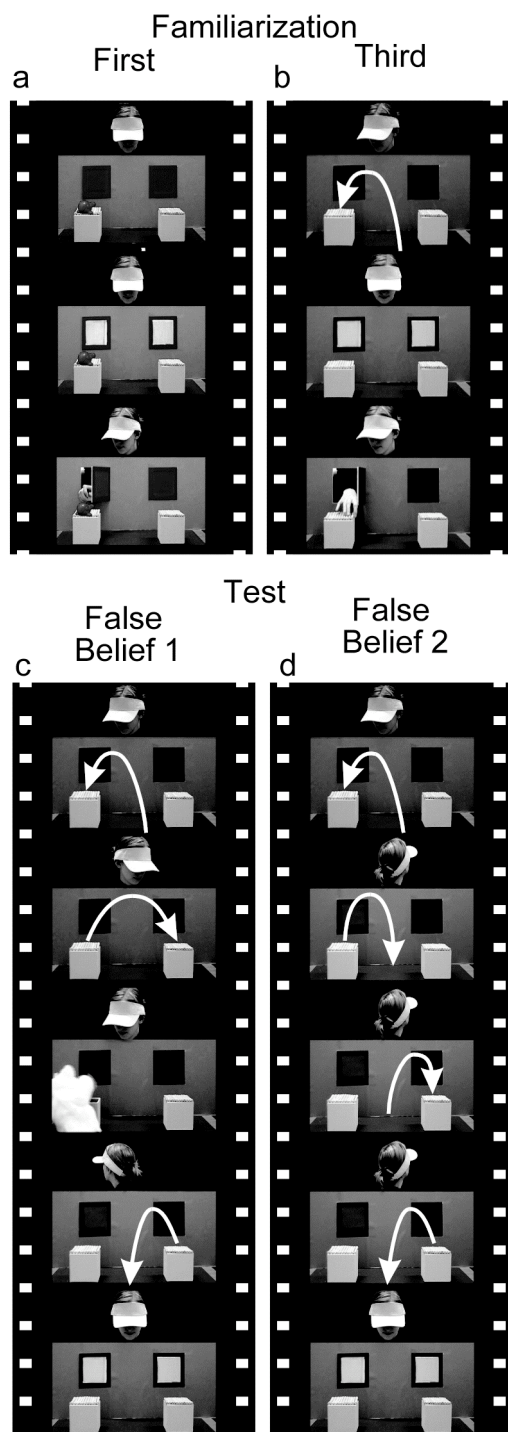 Familiarization
First
Third
a
b
Test
False
Belief 1
False
Belief 2
c
d